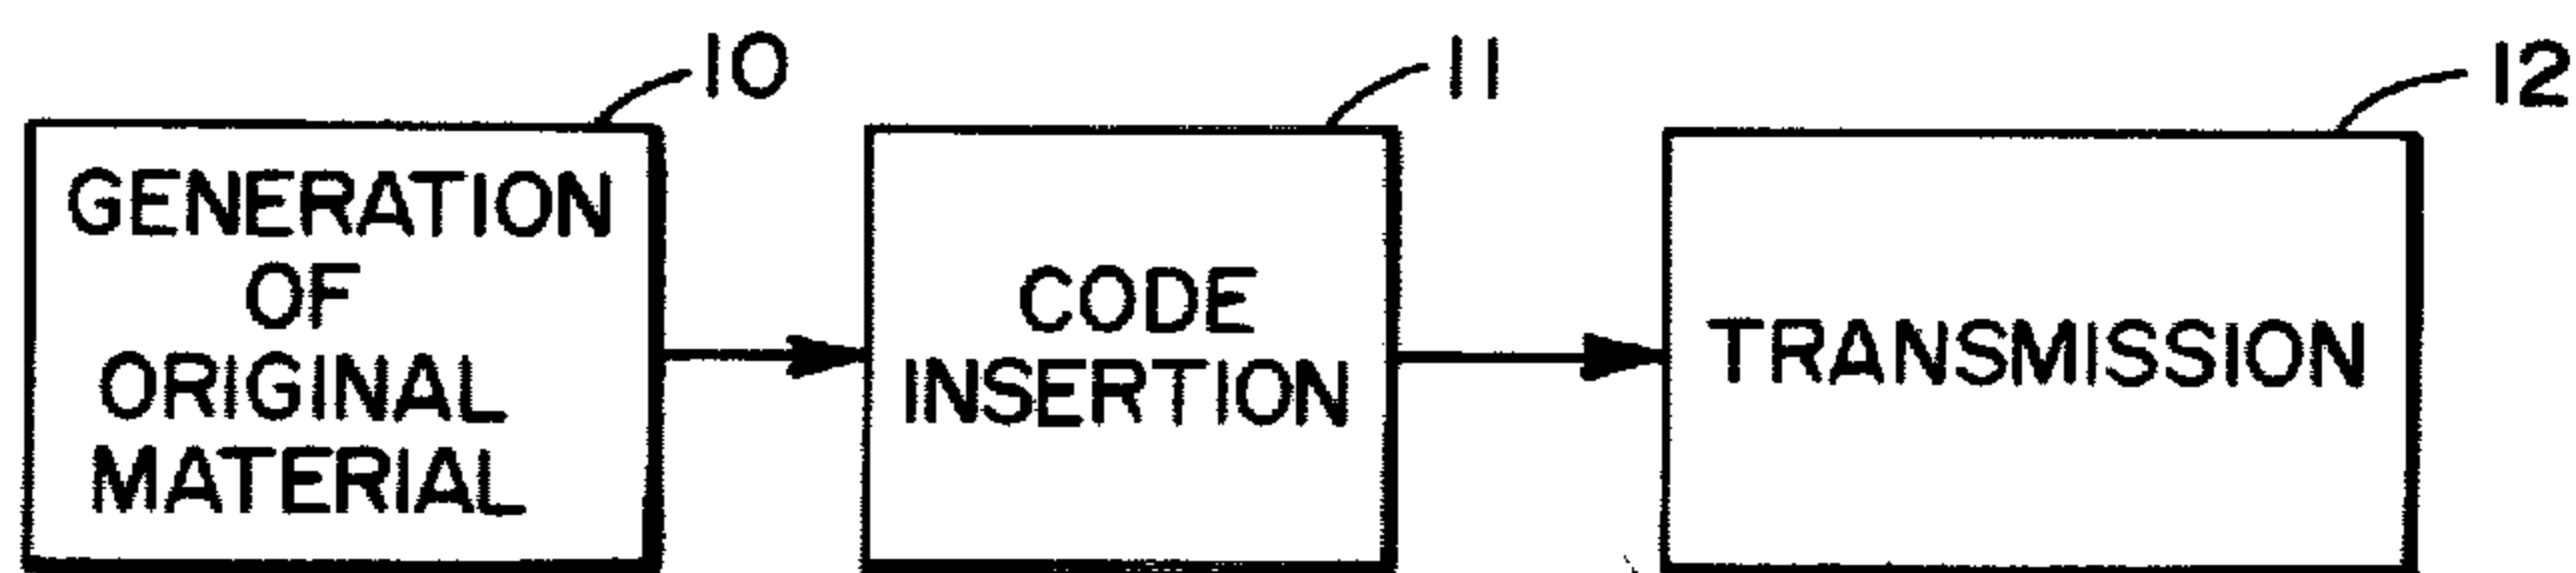 10
11
12
GENERATION
OF
ORIGINAL
MATERIAL
CODE
INSERTION
TRANSMISSION